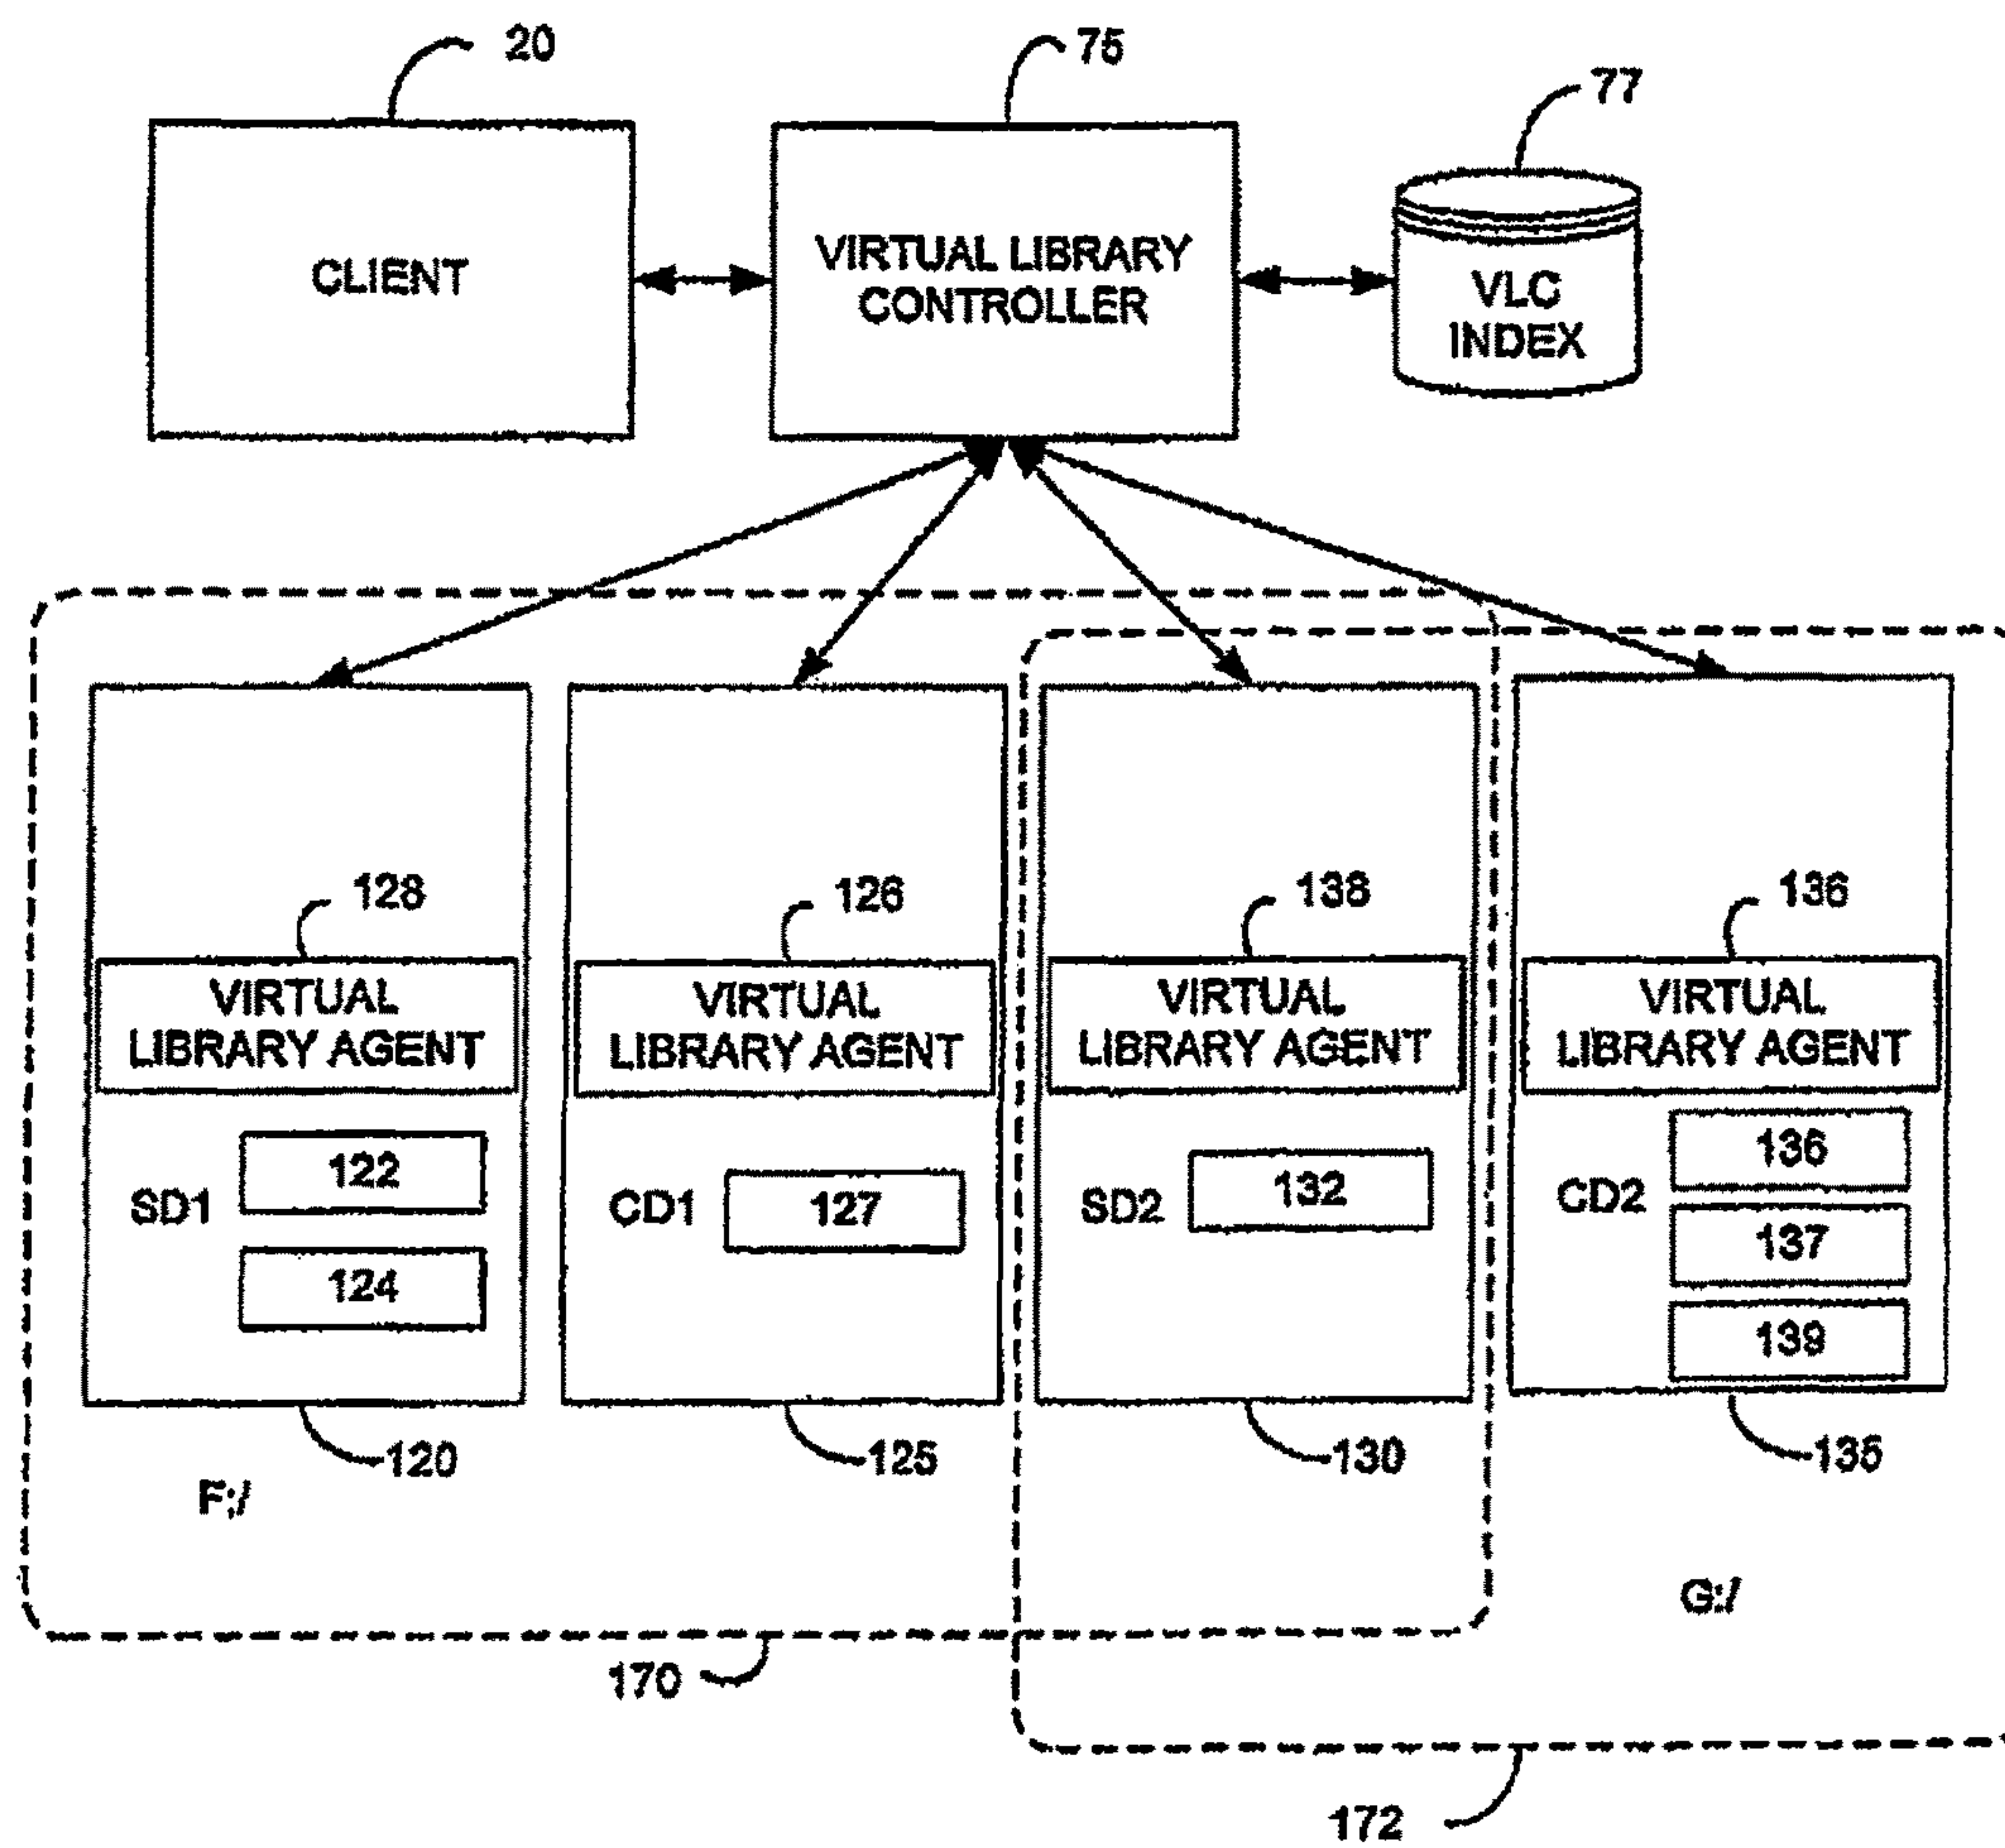 20
75
77
CLIENT
VIRTUAL LIBRARY
CONTROLLER
VLC
INDEX
128
126
138
136
VIRTUAL
LIBRARY AGENT
VIRTUAL
LIBRARY AGENT
VIRTUAL
LIBRARY AGENT
VIRTUAL
LIBRARY AGENT
SD1
122
124
CD1
127
SD2
132
CD2
136
137
139
120
125
130
135
F:/
G:/
170
172